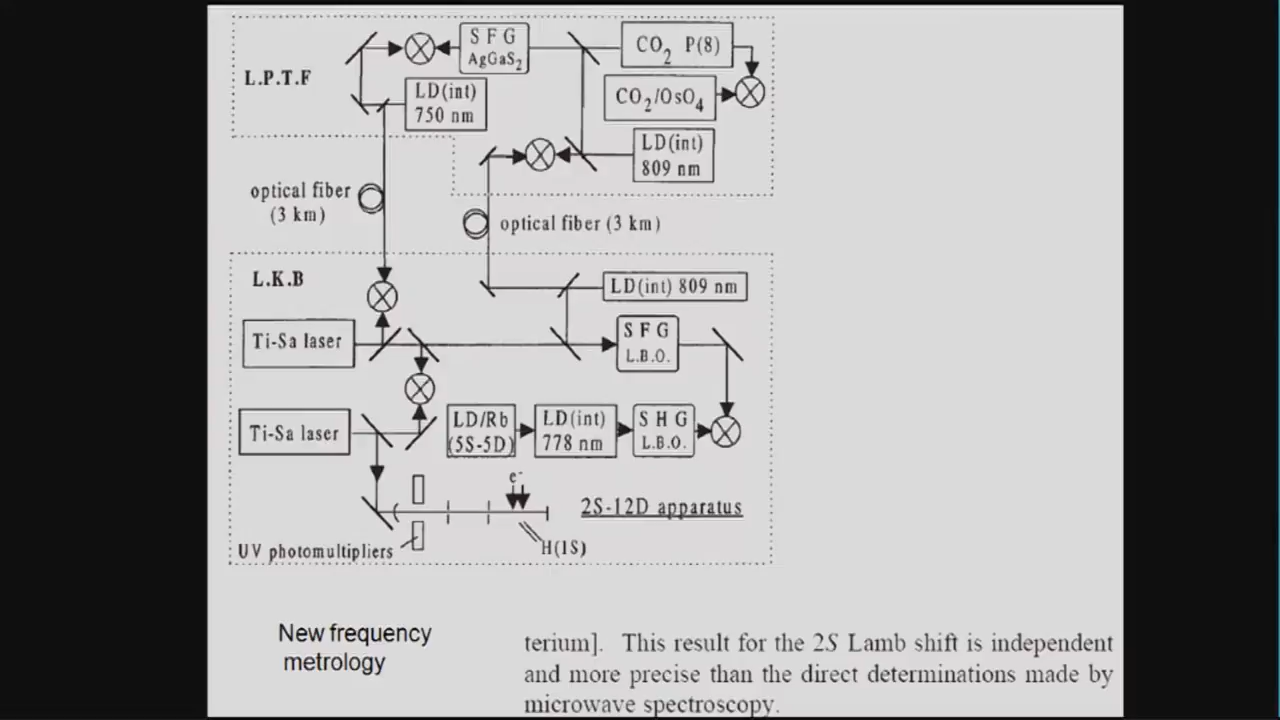 L.P.T.F
S F G
AgGaS2
CO2 P(8)
LD(int)
750 nm
CO2/OsO4
LD(int)
809 nm
optical fiber
(3 km)
optical fiber (3 km)
L.K.B
LD(int) 809 nm
Ti-Sa laser
S F G
L.B.O.
Ti-Sa laser
LD/Rb
(5S-5D)
LD(int)
778 nm
S H G
L.B.O.
e-
2S-12D apparatus
UV photomultipliers
H(1S)
New frequency
metrology
terium]. This result for the 2S Lamb shift is independent
and more precise than the direct determinations made by
microwave spectroscopy.